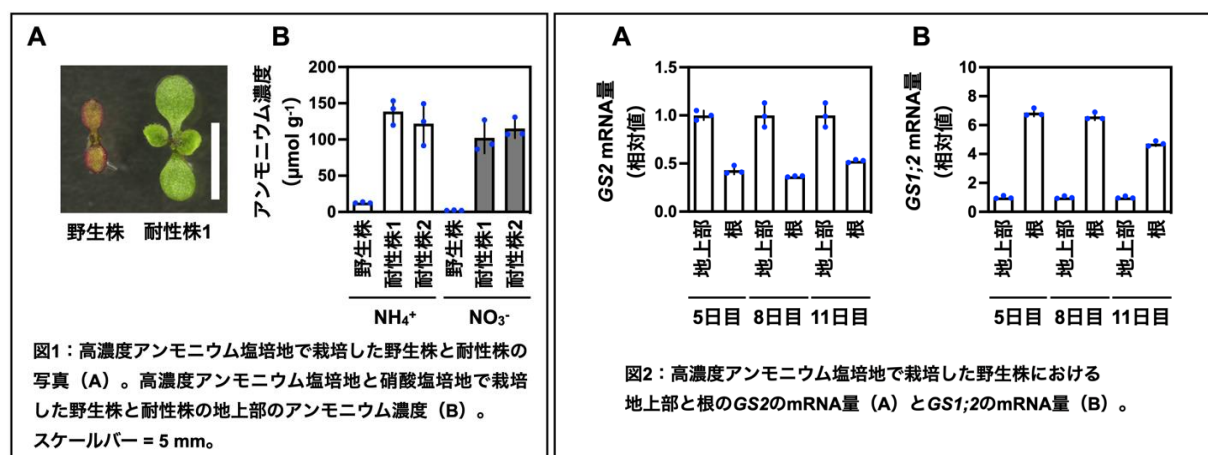 A
B
アンモニウム濃度
(μmol g⁻¹)
200
150
100
50
0
野生株
耐性株1
野生株
耐性株1
耐性株2
野生株
耐性株1
耐性株2
NH₄⁺
NO₃⁻
図1：高濃度アンモニウム塩培地で栽培した野生株と耐性株の
写真（A）。高濃度アンモニウム塩培地と硝酸塩培地で栽培
した野生株と耐性株の地上部のアンモニウム濃度（B）。
スケールバー = 5 mm。
A
GS2 mRNA量
（相対値）
1.5
1.0
0.5
0.0
地上部
根
地上部
根
地上部
根
5日目
8日目
11日目
B
GS1;2 mRNA量
（相対値）
10
8
6
4
2
0
地上部
根
地上部
根
地上部
根
5日目
8日目
11日目
図2：高濃度アンモニウム塩培地で栽培した野生株における
地上部と根のGS2のmRNA量（A）とGS1;2のmRNA量（B）。